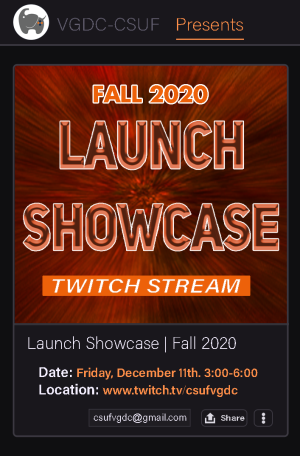 VGDC-CSUF Presents
FALL 2020
LAUNCH
SHOWCASE
TWITCH STREAM
Launch Showcase | Fall 2020
Date: Friday, December 11th. 3:00-6:00
Location: www.twitch.tv/csufvgdc
csufvgdc@gmail.com Share